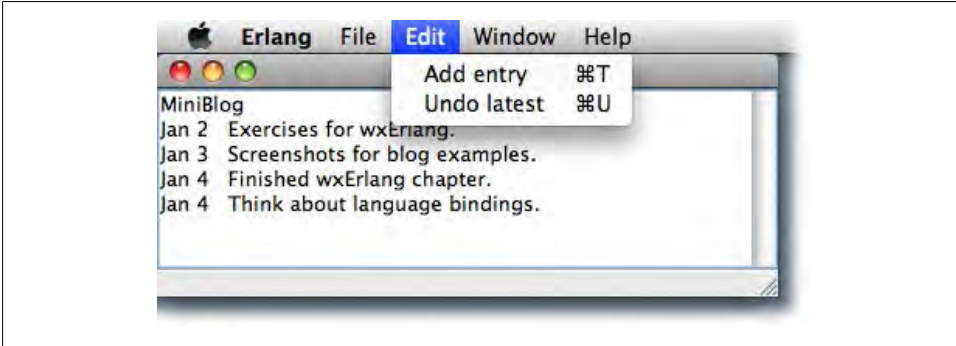 Erlang File Edit Window Help
Add entry ⌘T
Undo latest ⌘U
MiniBlog
Jan 2 Exercises for wxErlang.
Jan 3 Screenshots for blog examples.
Jan 4 Finished wxErlang chapter.
Jan 4 Think about language bindings.